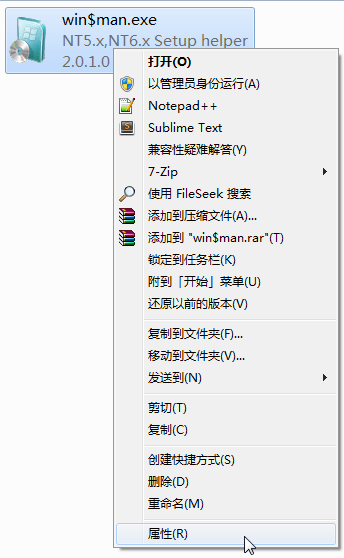 win$man.exe
NT5.x,NT6.x Setup helper
2.0.1.0
打开(O)
以管理员身份运行(A)
Notepad++
Sublime Text
兼容性疑难解答(Y)
7-Zip
使用 FileSeek 搜索
添加到压缩文件(A)...
添加到 "win$man.rar"(T)
锁定到任务栏(K)
附到「开始」菜单(U)
还原以前的版本(V)
复制到文件夹(F)...
移动到文件夹(V)...
发送到(N)
剪切(T)
复制(C)
创建快捷方式(S)
删除(D)
重命名(M)
属性(R)